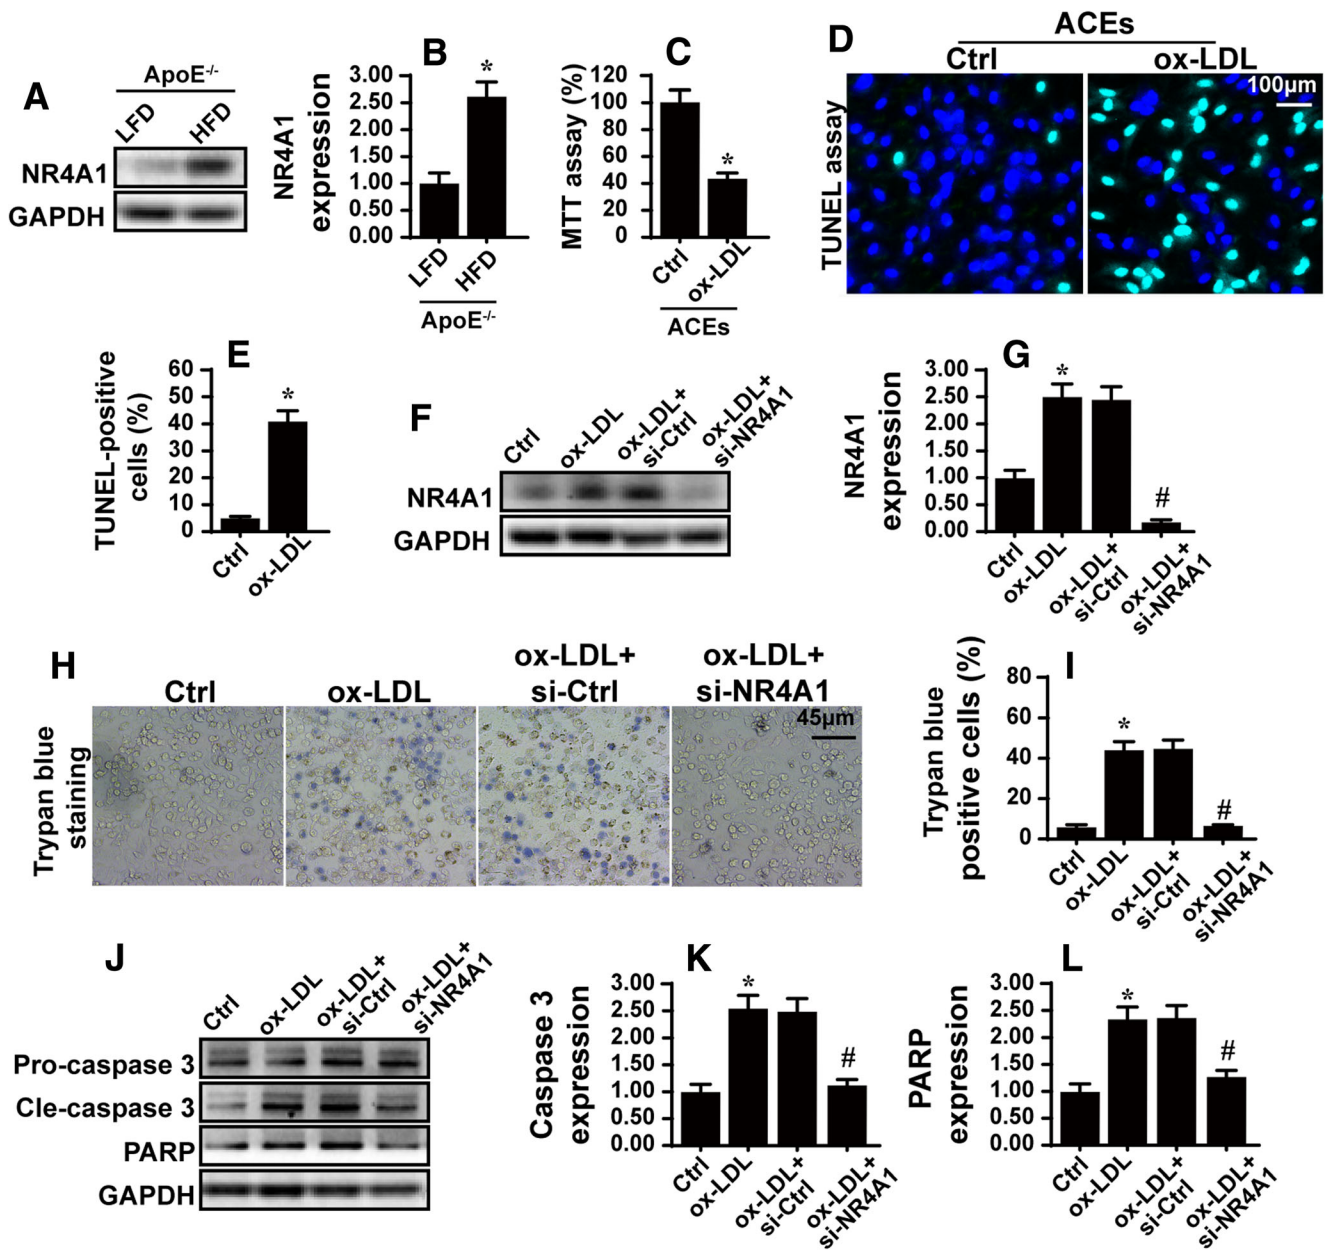 A
ApoE-/-
LFD HFD
NR4A1
GAPDH
B
NR4A1
expression
3.00
2.50
2.00
1.50
1.00
0.50
0.00
*
LFD HFD
ApoE-/-
C
MTT assay (%)
120
100
80
60
40
20
0
*
Ctrl ox-LDL
ACEs
D
ACEs
Ctrl ox-LDL
TUNEL assay
100µm
E
TUNEL-positive
cells (%)
60
50
40
30
20
10
0
*
Ctrl ox-LDL
F
Ctrl
ox-LDL
ox-LDL+
si-Ctrl
ox-LDL+
si-NR4A1
NR4A1
GAPDH
G
NR4A1
expression
3.00
2.50
2.00
1.50
1.00
0.50
0.00
*
#
Ctrl
ox-LDL
ox-LDL+
si-Ctrl
ox-LDL+
si-NR4A1
H
Ctrl
ox-LDL
ox-LDL+
si-Ctrl
ox-LDL+
si-NR4A1
Trypan blue
staining
45µm
I
Trypan blue
positive cells (%)
80
60
40
20
0
*
#
Ctrl
ox-LDL
ox-LDL+
si-Ctrl
ox-LDL+
si-NR4A1
J
Ctrl
ox-LDL
ox-LDL+
si-Ctrl
ox-LDL+
si-NR4A1
Pro-caspase 3
Cle-caspase 3
PARP
GAPDH
K
Caspase 3
expression
3.00
2.50
2.00
1.50
1.00
0.50
0.00
*
#
Ctrl
ox-LDL
ox-LDL+
si-Ctrl
ox-LDL+
si-NR4A1
L
PARP
expression
3.00
2.50
2.00
1.50
1.00
0.50
0.00
*
#
Ctrl
ox-LDL
ox-LDL+
si-Ctrl
ox-LDL+
si-NR4A1